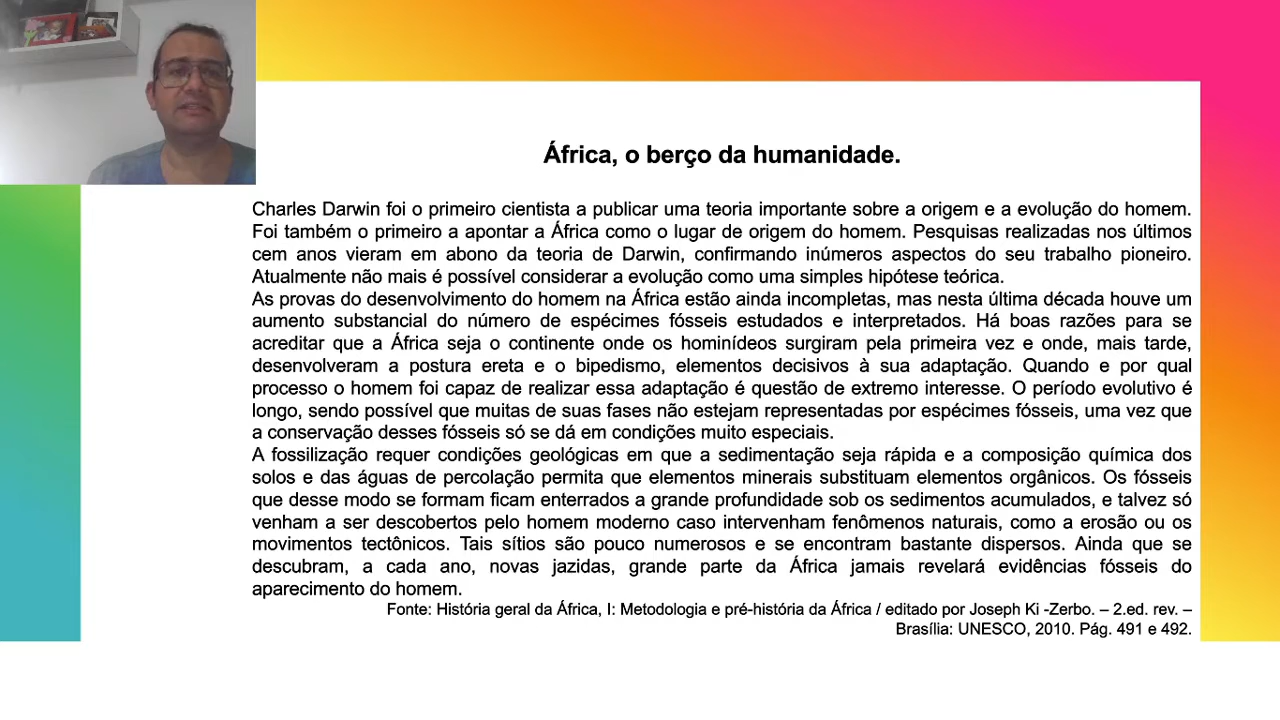 África, o berço da humanidade.
Charles Darwin foi o primeiro cientista a publicar uma teoria importante sobre a origem e a evolução do homem.
Foi também o primeiro a apontar a África como o lugar de origem do homem. Pesquisas realizadas nos últimos
cem anos vieram em abono da teoria de Darwin, confirmando inúmeros aspectos do seu trabalho pioneiro.
Atualmente não mais é possível considerar a evolução como uma simples hipótese teórica.
As provas do desenvolvimento do homem na África estão ainda incompletas, mas nesta última década houve um
aumento substancial do número de espécimes fósseis estudados e interpretados. Há boas razões para se
acreditar que a África seja o continente onde os hominídeos surgiram pela primeira vez e onde, mais tarde,
desenvolveram a postura ereta e o bipedismo, elementos decisivos à sua adaptação. Quando e por qual
processo o homem foi capaz de realizar essa adaptação é questão de extremo interesse. O período evolutivo é
longo, sendo possível que muitas de suas fases não estejam representadas por espécimes fósseis, uma vez que
a conservação desses fósseis só se dá em condições muito especiais.
A fossilização requer condições geológicas em que a sedimentação seja rápida e a composição química dos
solos e das águas de percolação permita que elementos minerais substituam elementos orgânicos. Os fósseis
que desse modo se formam ficam enterrados a grande profundidade sob os sedimentos acumulados, e talvez só
venham a ser descobertos pelo homem moderno caso intervenham fenômenos naturais, como a erosão ou os
movimentos tectônicos. Tais sítios são pouco numerosos e se encontram bastante dispersos. Ainda que se
descubram, a cada ano, novas jazidas, grande parte da África jamais revelará evidências fósseis do
aparecimento do homem.
Fonte: História geral da África, I: Metodologia e pré-história da África / editado por Joseph Ki -Zerbo. – 2.ed. rev. –
Brasília: UNESCO, 2010. Pág. 491 e 492.